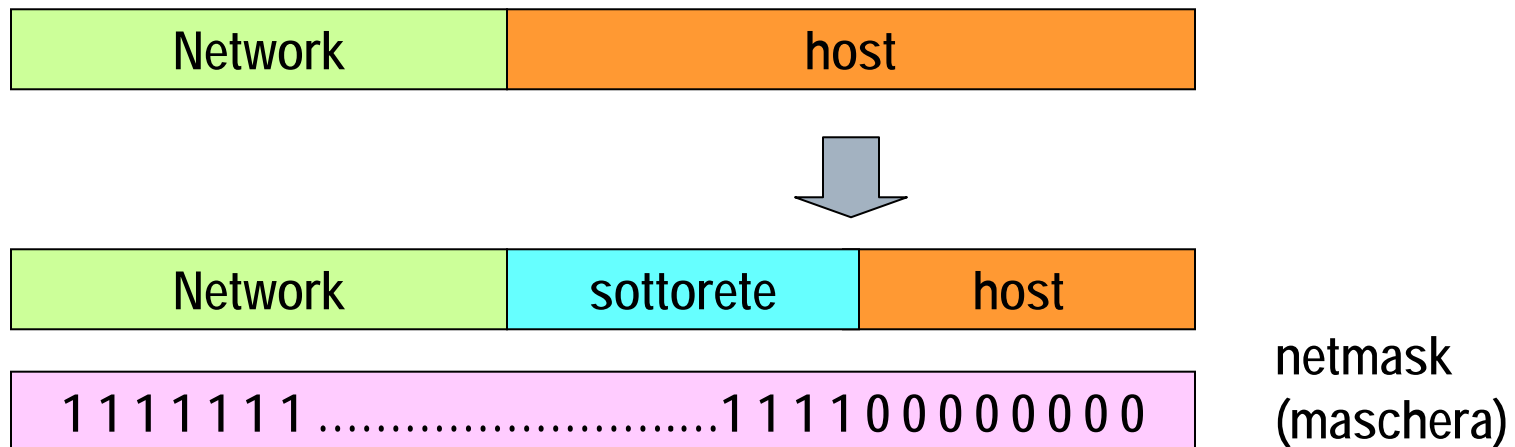 Network host
Network sottorete host
netmask
(maschera)
1 1 1 1 1 1 1..............................1 1 1 1 0 0 0 0 0 0 0 0